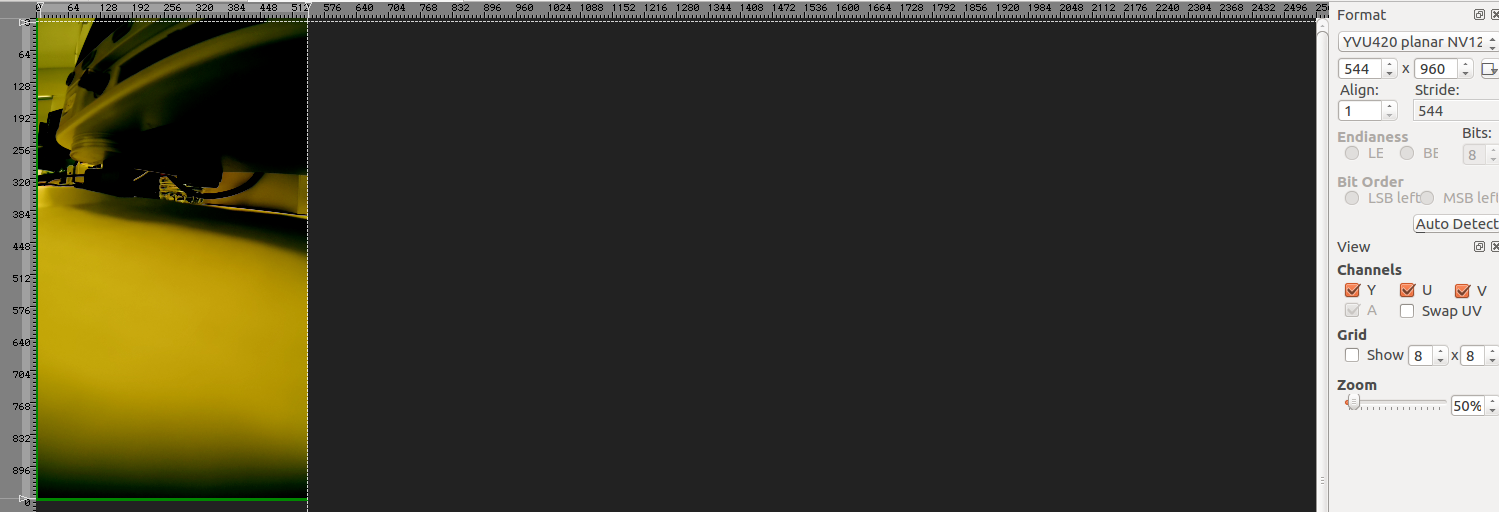 0 64 128 192 256 320 384 448 512 576 640 704 768 832 896 960 1024 1088 1152 1216 1280 1344 1408 1472 1536 1600 1664 1728 1792 1856 1920 1984 2048 2112 2176 2240 2304 2368 2432 2496 256
0
64
128
192
256
320
384
448
512
576
640
704
768
832
896
0
Format
YVU420 planar NV12
544 x 960
Align: Stride:
1 544
Endianess Bits:
LE BE 8
Bit Order
LSB left MSB left
Auto Detect
View
Channels
Y U V
A Swap UV
Grid
Show 8 x 8
Zoom
50%